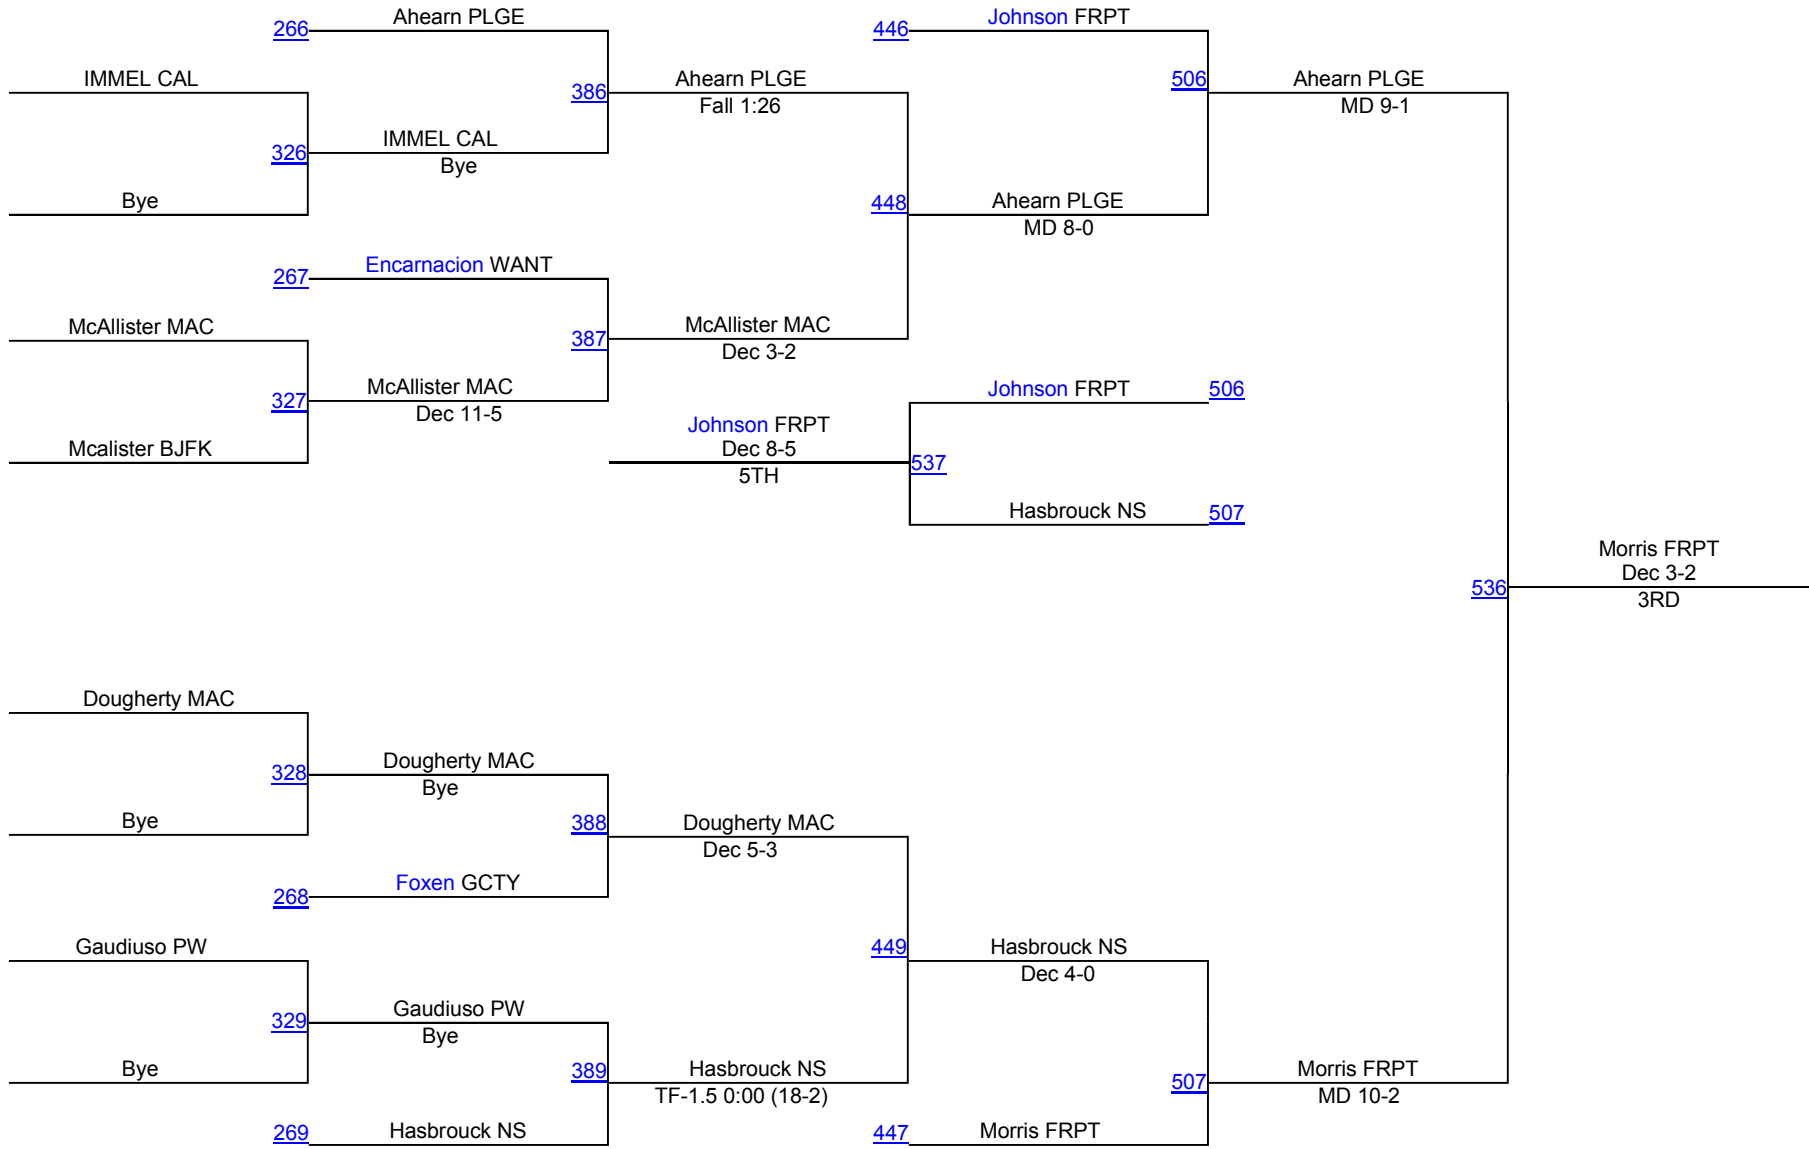 Ahearn PLGE
266
Johnson FRPT
446
IMMEL CAL
386
Ahearn PLGE
Fall 1:26
506
Ahearn PLGE
MD 9-1
326
IMMEL CAL
Bye
Bye
448
Ahearn PLGE
MD 8-0
267
Encarnacion WANT
McAllister MAC
387
McAllister MAC
Dec 3-2
327
McAllister MAC
Dec 11-5
Johnson FRPT
506
Johnson FRPT
Dec 8-5
5TH
537
Mcalister BJFK
Hasbrouck NS
507
536
Morris FRPT
Dec 3-2
3RD
Dougherty MAC
328
Dougherty MAC
Bye
Bye
388
Dougherty MAC
Dec 5-3
268
Foxen GCTY
Gaudiuso PW
449
Hasbrouck NS
Dec 4-0
329
Gaudiuso PW
Bye
Bye
389
Hasbrouck NS
TF-1.5 0:00 (18-2)
507
Morris FRPT
MD 10-2
269
Hasbrouck NS
447
Morris FRPT